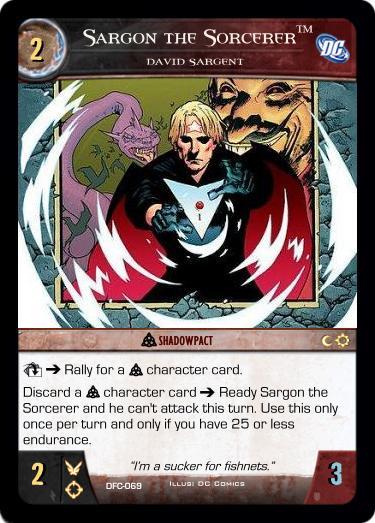 2
SARGON THE SORCERER™
DC
DAVID SARGENT
SHADOWPACT
➔ Rally for a character card.
Discard a character card ➔ Ready Sargon the
Sorcerer and he can't attack this turn. Use this only
once per turn and only if you have 25 or less
endurance.
"I'm a sucker for fishnets."
2
3
DFC-069
ILLUS: DC COMICS